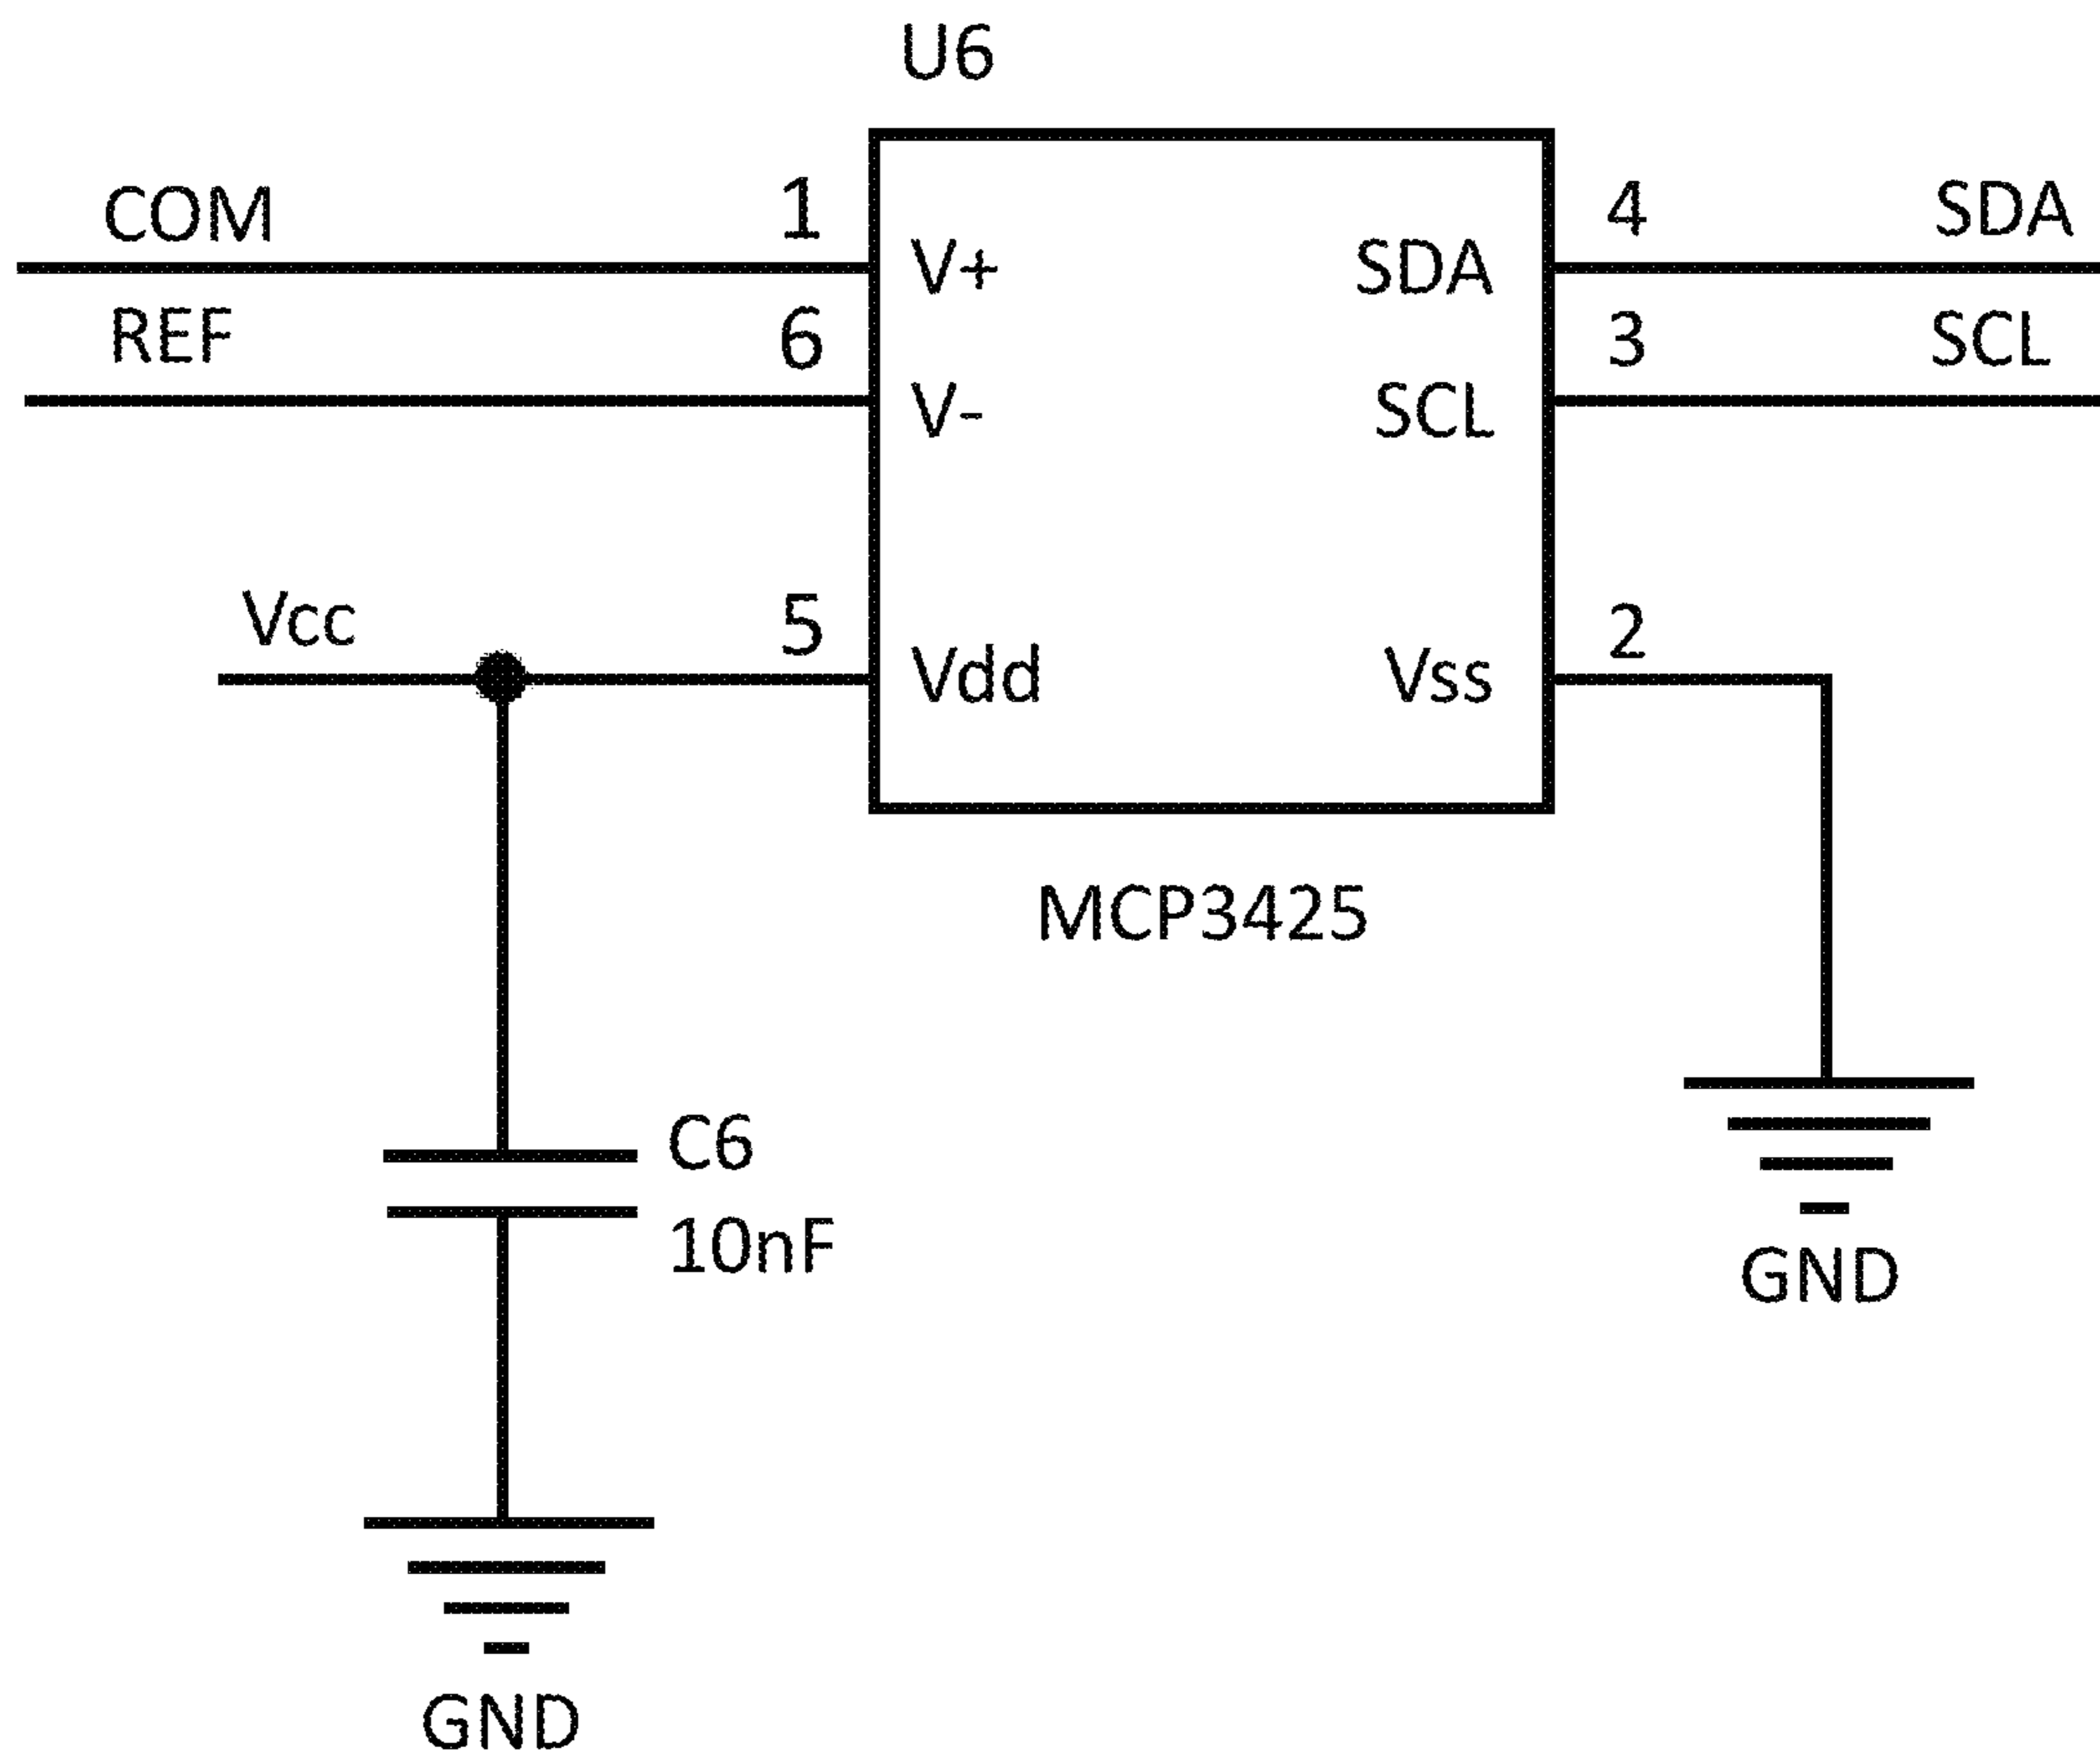 U6
COM 1 V+ SDA 4 SDA
REF 6 V- SCL 3 SCL
Vcc 5 Vdd Vss 2
MCP3425
C6
10nF
GND
GND